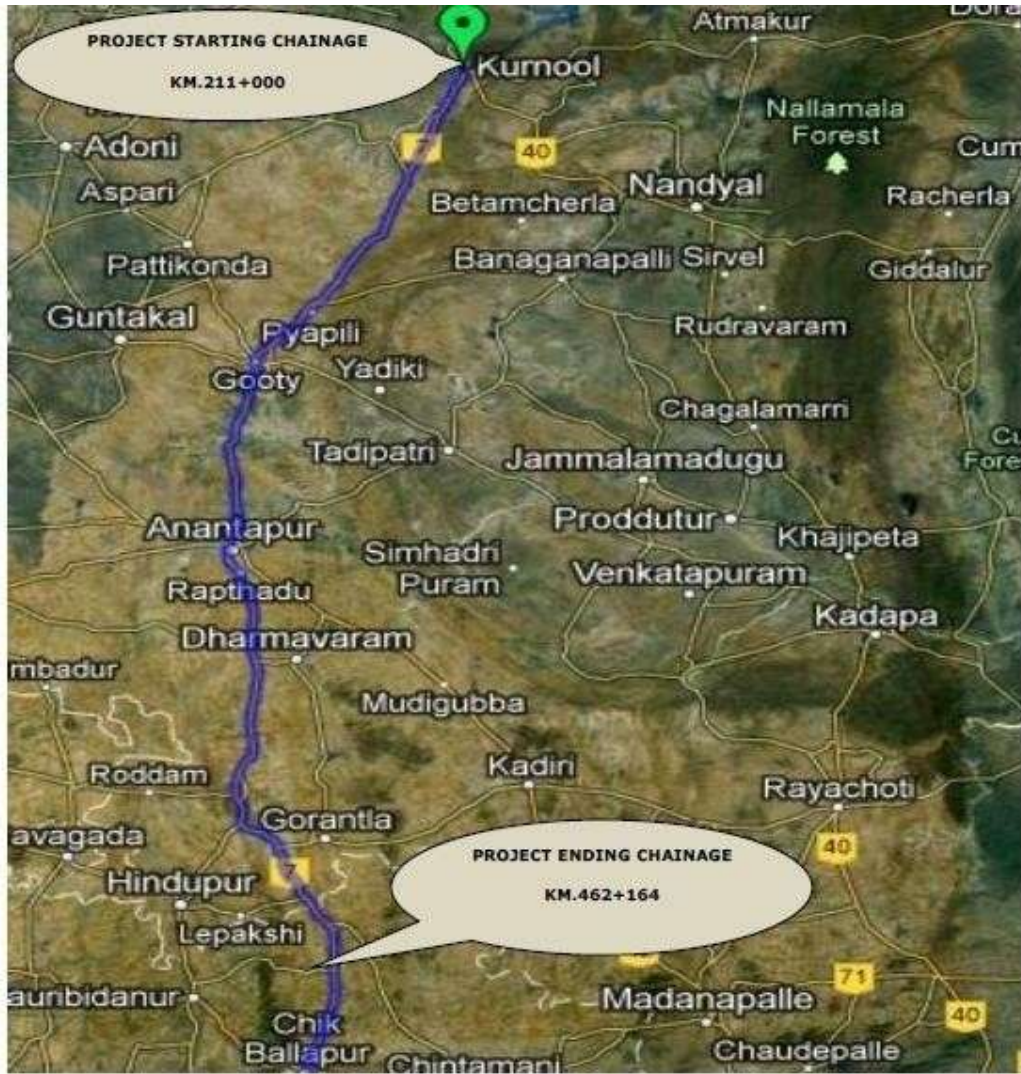 Atmakur
PROJECT STARTING CHAINAGE
KM.211+000
Kurnool
Nallamala
Forest
Adoni
7
40
Cum
Aspari
Nandyal
Racherla
Betamcherla
Pattikonda
Banaganapalli
Sirvel
Giddalur
Guntakal
Rudravaram
Pyapili
Gooty
Yadiki
Chagalamarri
Tadipatri
Jammalamadugu
Cu
Fores
Anantapur
Proddutur
Khajipeta
Simhadri
Puram
Rapthadu
Venkatapuram
Kadapa
Dharmavaram
mbadur
Mudigubba
Roddam
Kadiri
Rayachoti
avagada
Gorantla
PROJECT ENDING CHAINAGE
KM.462+164
40
7
Hindupur
Lepakshi
71
auribidanur
Madanapalle
40
Chik
Ballapur
Chintamani
Chaudepalle